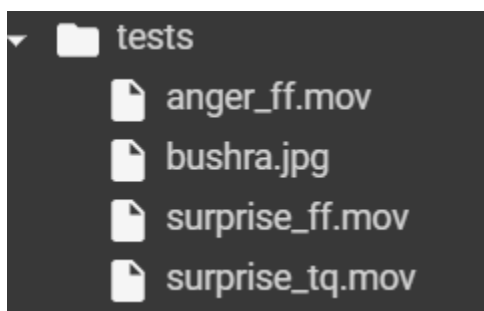 tests
anger_ff.mov
bushra.jpg
surprise_ff.mov
surprise_tq.mov